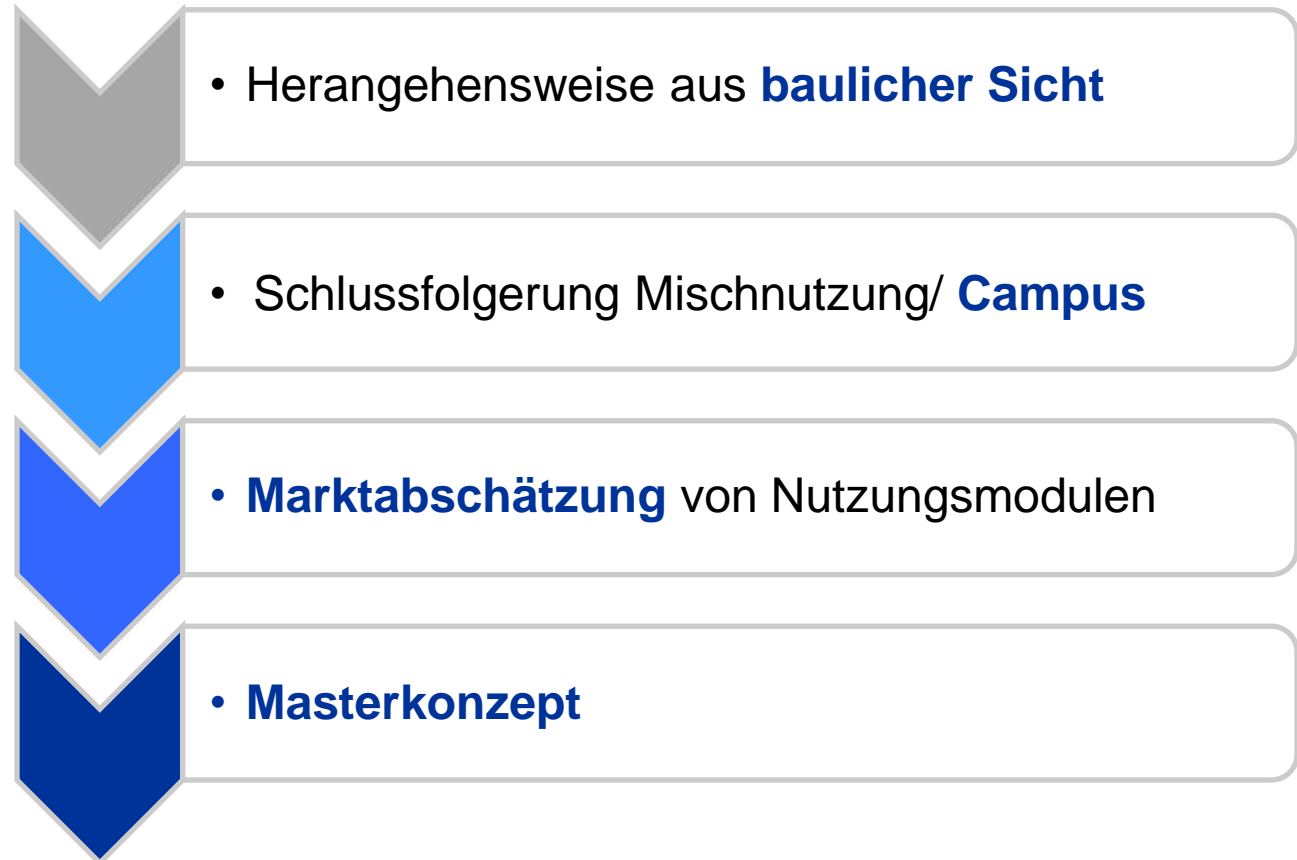 • Herangehensweise aus baulicher Sicht
• Schlussfolgerung Mischnutzung/ Campus
• Marktabschätzung von Nutzungsmodulen
• Masterkonzept